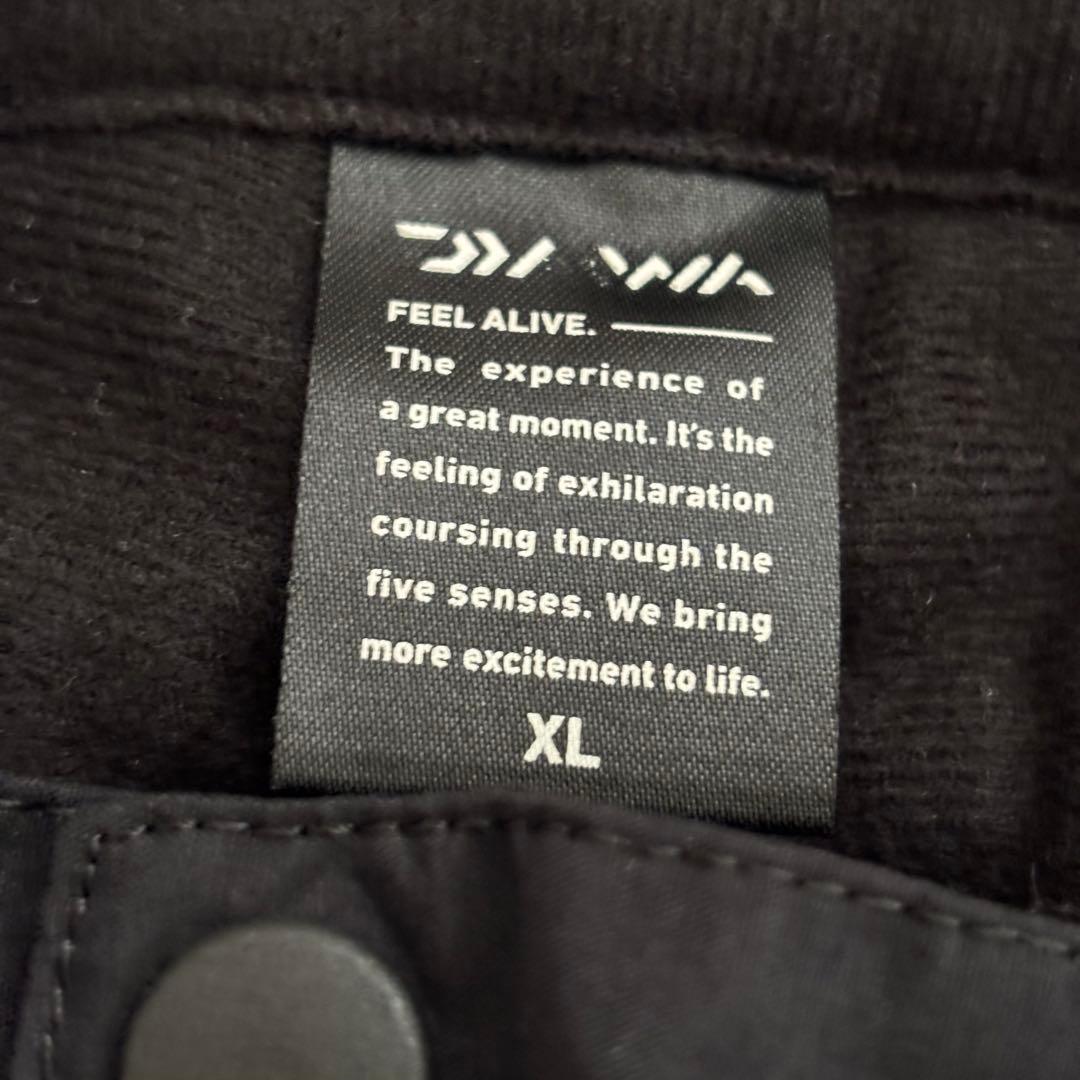 DAIWA
FEEL ALIVE.
The experience of
a great moment. It's the
feeling of exhilaration
coursing through the
five senses. We bring
more excitement to life.
XL